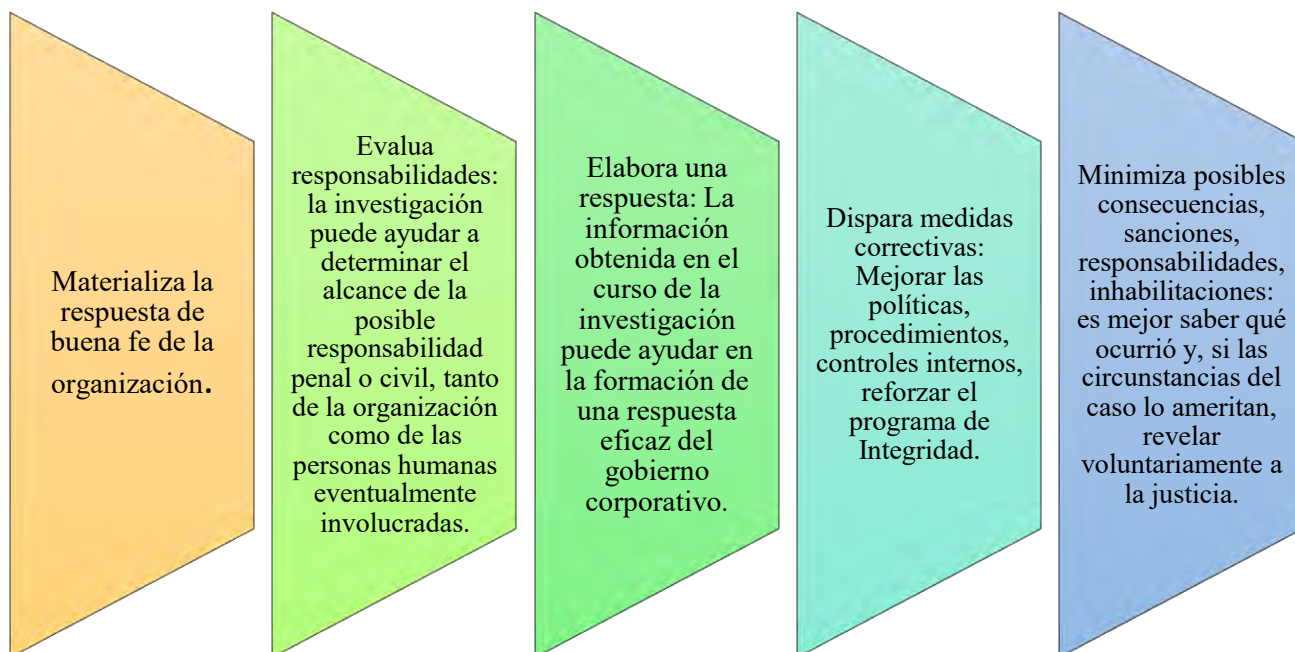 Materializa la
respuesta de
buena fe de la
organización.
Evalua
responsabilidades:
la investigación
puede ayudar a
determinar el
alcance de la
posible
responsabilidad
penal o civil, tanto
de la organización
como de las
personas humanas
eventualmente
involucradas.
Elabora una
respuesta: La
información
obtenida en el
curso de la
investigación
puede ayudar en
la formación de
una respuesta
eficaz del
gobierno
corporativo.
Dispara medidas
correctivas:
Mejorar las
políticas,
procedimientos,
controles internos,
reforzar el
programa de
Integridad.
Minimiza posibles
consecuencias,
sanciones,
responsabilidades,
inhabilitaciones:
es mejor saber qué
ocurrió y, si las
circunstancias del
caso lo ameritan,
revelar
voluntariamente a
la justicia.